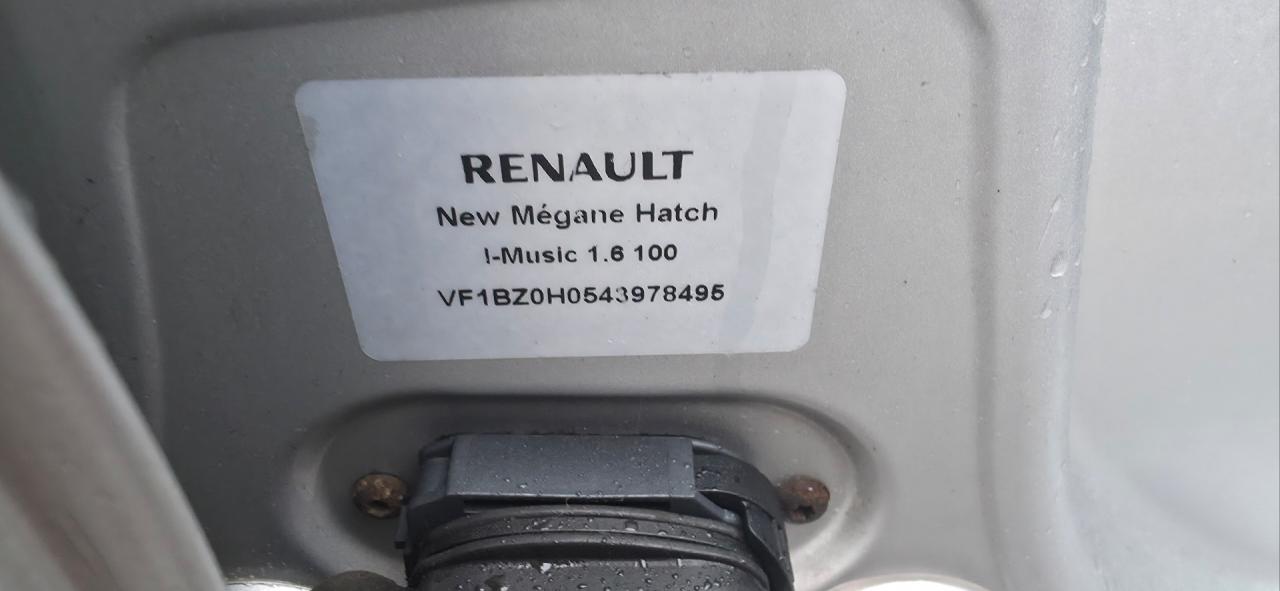 RENAULT
New Mégane Hatch
I-Music 1.6 100
VF1BZ0H0543978495